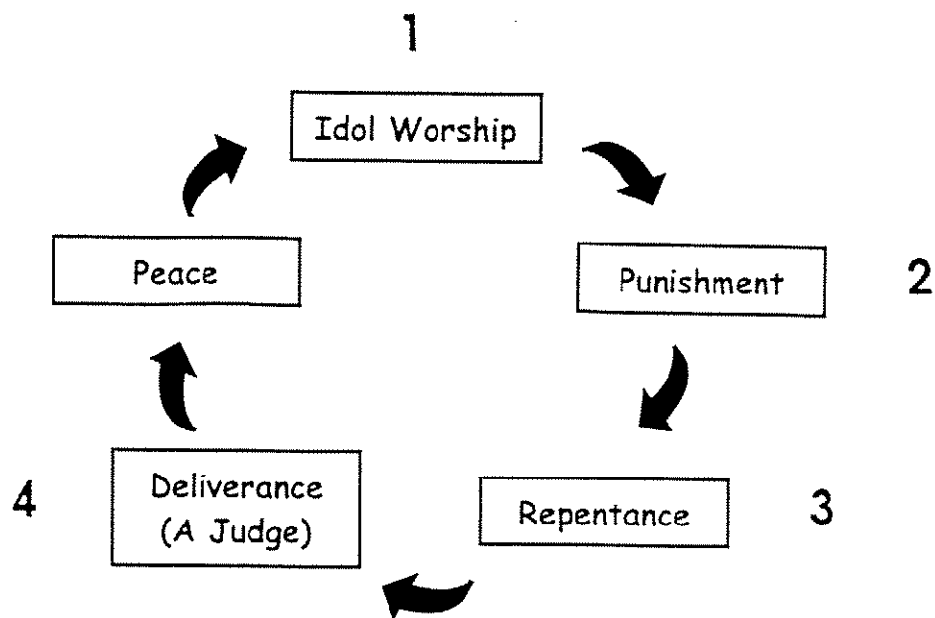 1
Idol Worship
Peace
Punishment
2
4
Deliverance
(A Judge)
Repentance
3